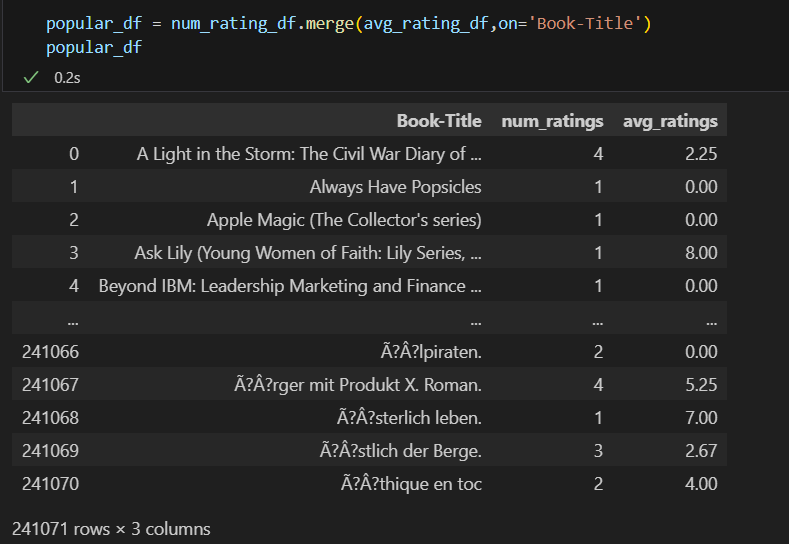 popular_df = num_rating_df.merge(avg_rating_df,on='Book-Title')
popular_df
✓ 0.2s
Book-Title num_ratings avg_ratings
0 A Light in the Storm: The Civil War Diary of ... 4 2.25
1 Always Have Popsicles 1 0.00
2 Apple Magic (The Collector's series) 1 0.00
3 Ask Lily (Young Women of Faith: Lily Series, ... 1 8.00
4 Beyond IBM: Leadership Marketing and Finance ... 1 0.00
... ... ... ...
241066 Ã?Â?lpiraten. 2 0.00
241067 Ã?Â?rger mit Produkt X. Roman. 4 5.25
241068 Ã?Â?sterlich leben. 1 7.00
241069 Ã?Â?stlich der Berge. 3 2.67
241070 Ã?Â?thique en toc 2 4.00
241071 rows × 3 columns